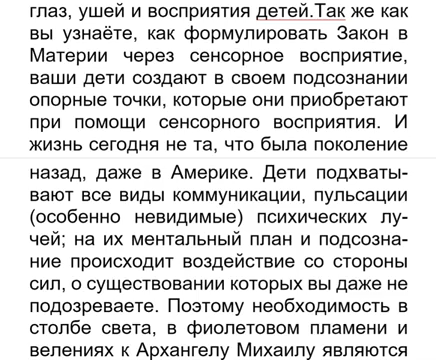 глаз, ушей и восприятия детей.Так же как
вы узнаёте, как формулировать Закон в
Материи через сенсорное восприятие,
ваши дети создают в своем подсознании
опорные точки, которые они приобретают
при помощи сенсорного восприятия. И
жизнь сегодня не та, что была поколение
назад, даже в Америке. Дети подхваты-
вают все виды коммуникации, пульсации
(особенно невидимые) психических лу-
чей; на их ментальный план и подсозна-
ние происходит воздействие со стороны
сил, о существовании которых вы даже не
подозреваете. Поэтому необходимость в
столбе света, в фиолетовом пламени и
велениях к Архангелу Михаилу являются